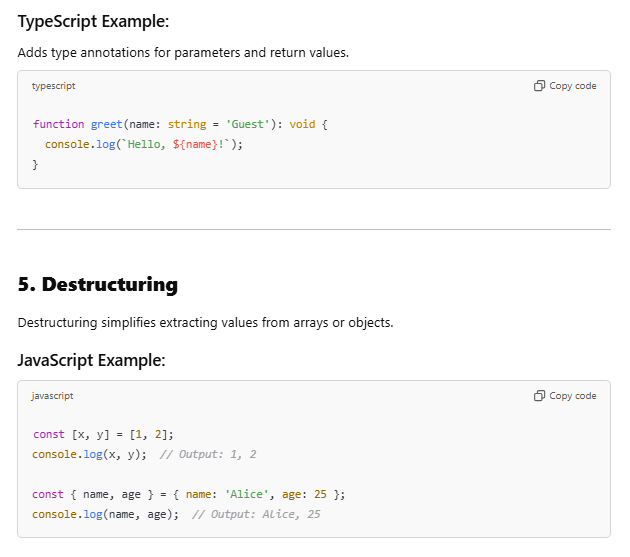 TypeScript Example:
Adds type annotations for parameters and return values.
typescript
Copy code
function greet(name: string = 'Guest'): void {
  console.log(`Hello, ${name}!`);
}
5. Destructuring
Destructuring simplifies extracting values from arrays or objects.
JavaScript Example:
javascript
Copy code
const [x, y] = [1, 2];
console.log(x, y);  // Output: 1, 2

const { name, age } = { name: 'Alice', age: 25 };
console.log(name, age);  // Output: Alice, 25